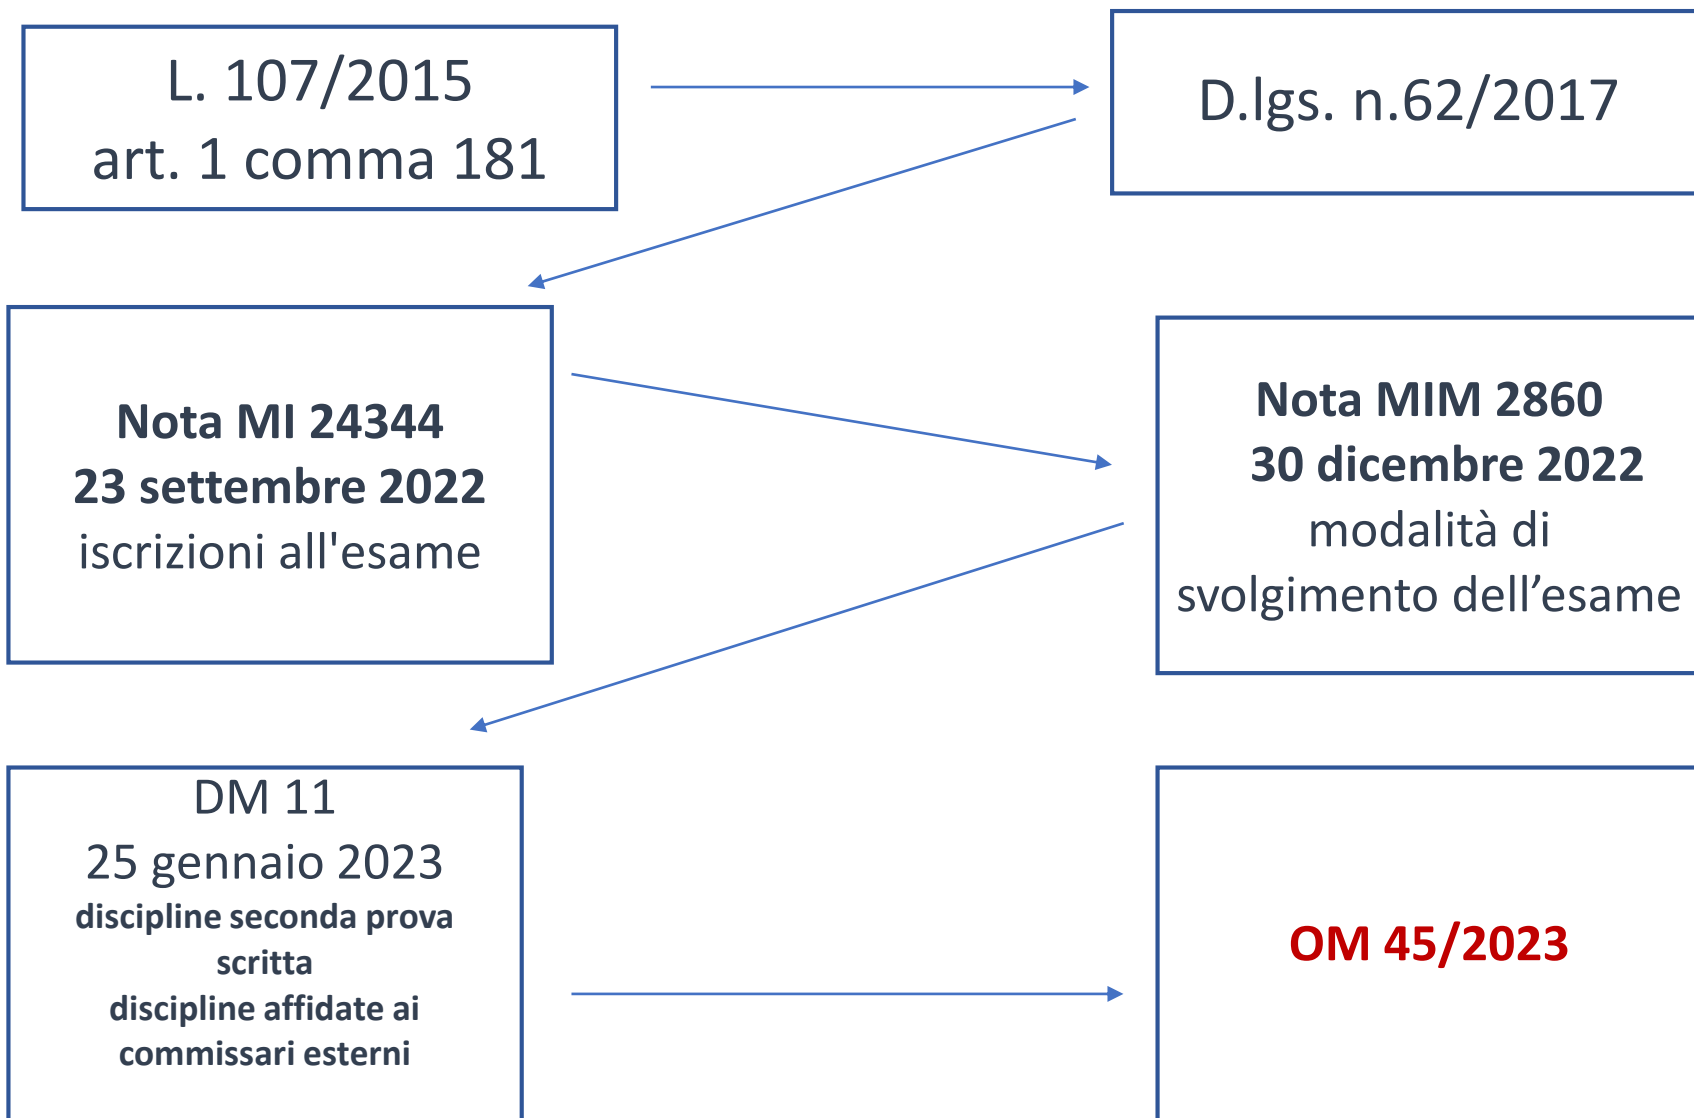 L. 107/2015
art. 1 comma 181
D.lgs. n.62/2017
Nota MI 24344
23 settembre 2022
iscrizioni all'esame
Nota MIM 2860
30 dicembre 2022
modalità di
svolgimento dell’esame
DM 11
25 gennaio 2023
discipline seconda prova
scritta
discipline affidate ai
commissari esterni
OM 45/2023